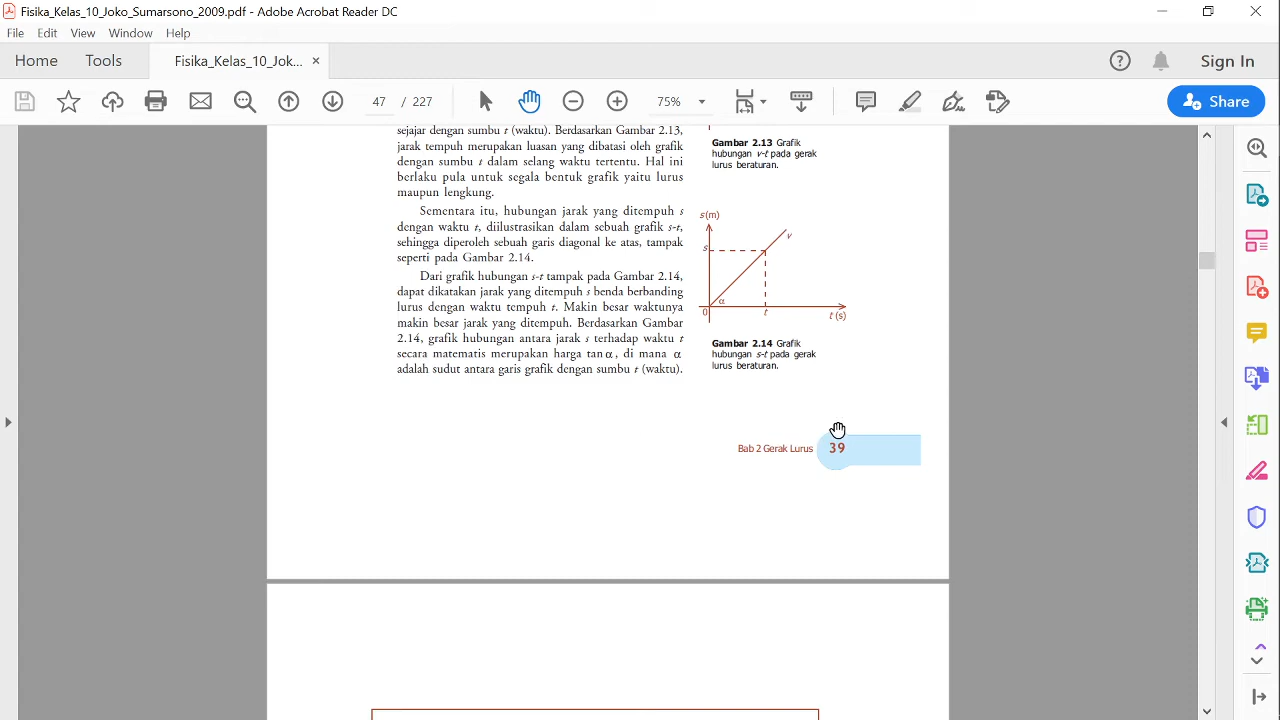 Fisika_Kelas_10_Joko_Sumarsono_2009.pdf - Adobe Acrobat Reader DC
File Edit View Window Help
Home Tools Fisika_Kelas_10_Jok... × Sign In
47 / 227 75% Share
sejajar dengan sumbu t (waktu). Berdasarkan Gambar 2.13,
jarak tempuh merupakan luasan yang dibatasi oleh grafik
dengan sumbu t dalam selang waktu tertentu. Hal ini
berlaku pula untuk segala bentuk grafik yaitu lurus
maupun lengkung.
Sementara itu, hubungan jarak yang ditempuh s
dengan waktu t, diilustrasikan dalam sebuah grafik s-t,
sehingga diperoleh sebuah garis diagonal ke atas, tampak
seperti pada Gambar 2.14.
Dari grafik hubungan s-t tampak pada Gambar 2.14,
dapat dikatakan jarak yang ditempuh s benda berbanding
lurus dengan waktu tempuh t. Makin besar waktunya
makin besar jarak yang ditempuh. Berdasarkan Gambar
2.14, grafik hubungan antara jarak s terhadap waktu t
secara matematis merupakan harga tan α, di mana α
adalah sudut antara garis grafik dengan sumbu t (waktu).
Gambar 2.13 Grafik
hubungan v-t pada gerak
lurus beraturan.
s(m)
v
s
α
0
t
t (s)
Gambar 2.14 Grafik
hubungan s-t pada gerak
lurus beraturan.
Bab 2 Gerak Lurus 39